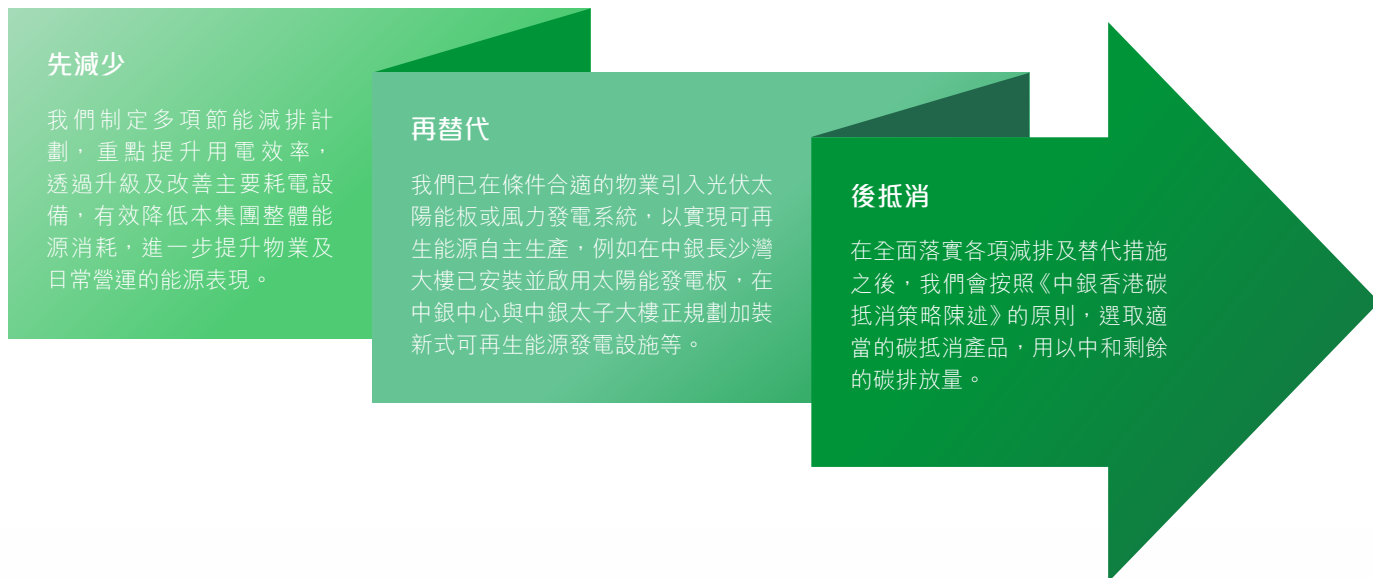 先減少
我們制定多項節能減排計
劃，重點提升用電效率，
透過升級及改善主要耗電設
備，有效降低本集團整體能
源消耗，進一步提升物業及
日常營運的能源表現。
再替代
我們已在條件合適的物業引入光伏太
陽能板或風力發電系統，以實現可再
生能源自主生產，例如在中銀長沙灣
大樓已安裝並啟用太陽能發電板，在
中銀中心與中銀太子大樓正規劃加裝
新式可再生能源發電設施等。
後抵消
在全面落實各項減排及替代措施
之後，我們會按照《中銀香港碳
抵消策略陳述》的原則，選取適
當的碳抵消產品，用以中和剩餘
的碳排放量。